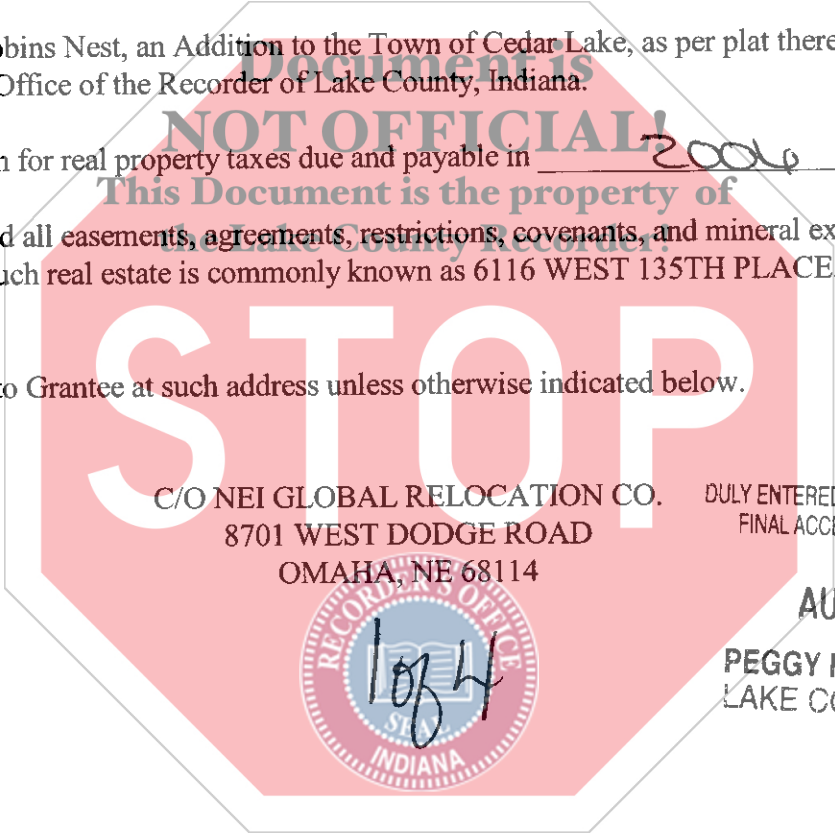 bins Nest, an Addition to the Town of Cedar Lake, as per plat there
Document is
Office of the Recorder of Lake County, Indiana.
NOT OFFICIAL!
for real property taxes due and payable in 2006
This Document is the property of
d all easements, agreements, restrictions, covenants, and mineral ex
the Lake County Recorder!
uch real estate is commonly known as 6116 WEST 135TH PLACE
STOP
to Grantee at such address unless otherwise indicated below.
C/O NEI GLOBAL RELOCATION CO.
8701 WEST DODGE ROAD
OMAHA, NE 68114
DULY ENTERED
FINAL ACCE
AU
PEGGY
LAKE CO
RECORDER'S OFFICE
1 of 4
SEAL
INDIANA